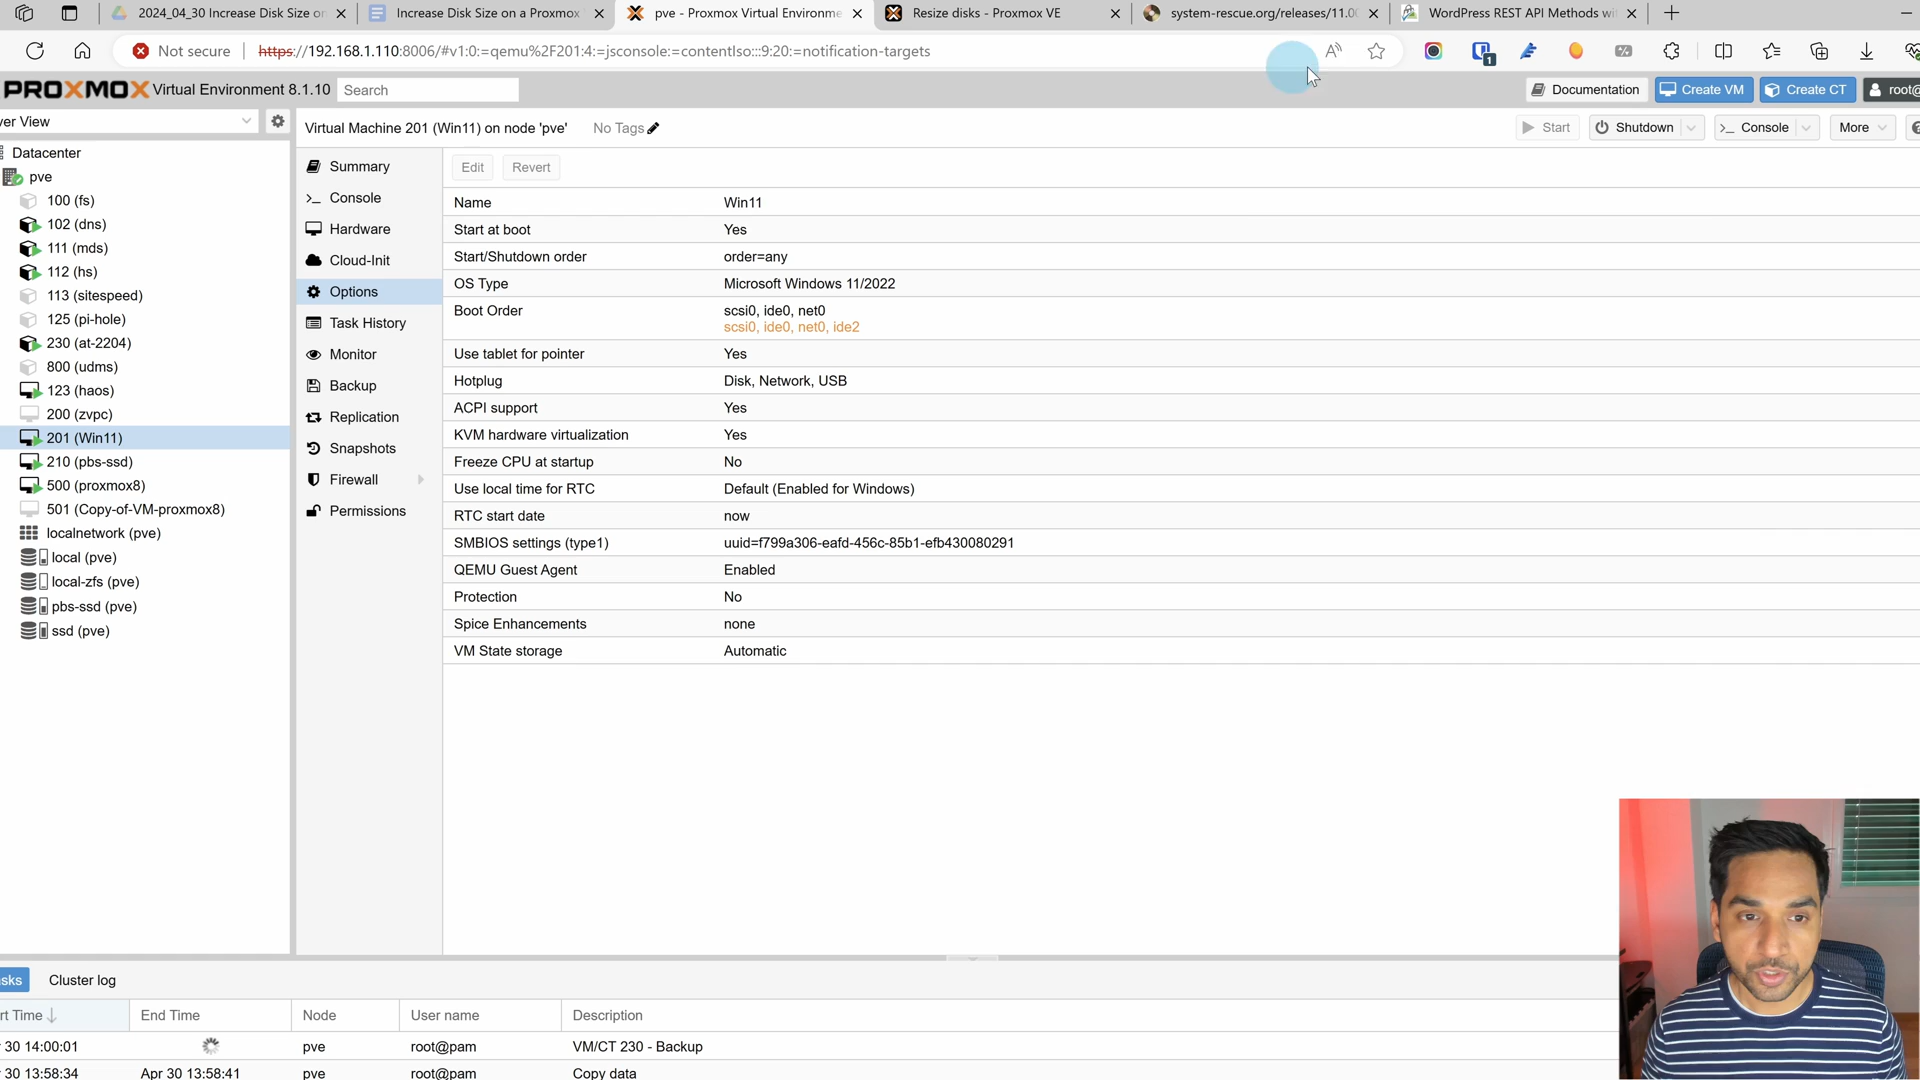 2024_04_30 Increase Disk Size or
Increase Disk Size on a Proxmox
pve - Proxmox Virtual Environme
Resize disks - Proxmox VE
system-rescue.org/releases/11.00
WordPress REST API Methods wi
Not secure
https://192.168.1.110:8006/#v1:0:=qemu%2F201:4:=jsconsole:=contentIso:::9:20:=notification-targets
1
PROXMOX Virtual Environment 8.1.10
Search
Documentation
Create VM
Create CT
root@
ver View
Virtual Machine 201 (Win11) on node 'pve'
No Tags
Start
Shutdown
Console
More
Datacenter
pve
100 (fs)
102 (dns)
111 (mds)
112 (hs)
113 (sitespeed)
125 (pi-hole)
230 (at-2204)
800 (udms)
123 (haos)
200 (zvpc)
201 (Win11)
210 (pbs-ssd)
500 (proxmox8)
501 (Copy-of-VM-proxmox8)
localnetwork (pve)
local (pve)
local-zfs (pve)
pbs-ssd (pve)
ssd (pve)
Summary
Console
Hardware
Cloud-Init
Options
Task History
Monitor
Backup
Replication
Snapshots
Firewall
Permissions
Edit
Revert
Name Win11
Start at boot Yes
Start/Shutdown order order=any
OS Type Microsoft Windows 11/2022
Boot Order scsi0, ide0, net0
scsi0, ide0, net0, ide2
Use tablet for pointer Yes
Hotplug Disk, Network, USB
ACPI support Yes
KVM hardware virtualization Yes
Freeze CPU at startup No
Use local time for RTC Default (Enabled for Windows)
RTC start date now
SMBIOS settings (type1) uuid=f799a306-eafd-456c-85b1-efb430080291
QEMU Guest Agent Enabled
Protection No
Spice Enhancements none
VM State storage Automatic
asks
Cluster log
rt Time End Time Node User name Description
30 14:00:01 pve root@pam VM/CT 230 - Backup
30 13:58:34 Apr 30 13:58:41 pve root@pam Copy data